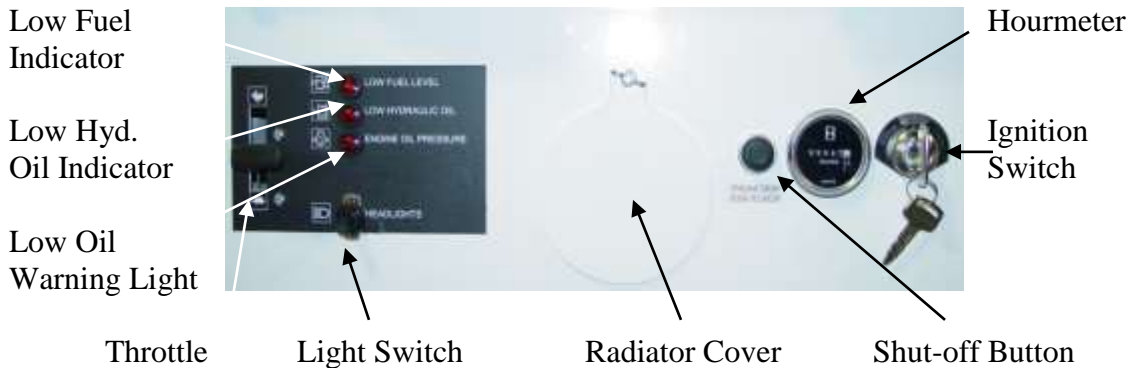 Low Fuel
Indicator
Hourmeter
LOW FUEL LEVEL
LOW HYDRAULIC OIL
ENGINE OIL PRESSURE
Low Hyd.
Oil Indicator
Ignition
Switch
HEADLIGHTS
Low Oil
Warning Light
Throttle
Light Switch
Radiator Cover
Shut-off Button